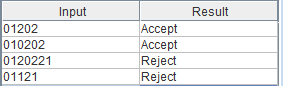 Input Result
01202 Accept
010202 Accept
0120221 Reject
01121 Reject